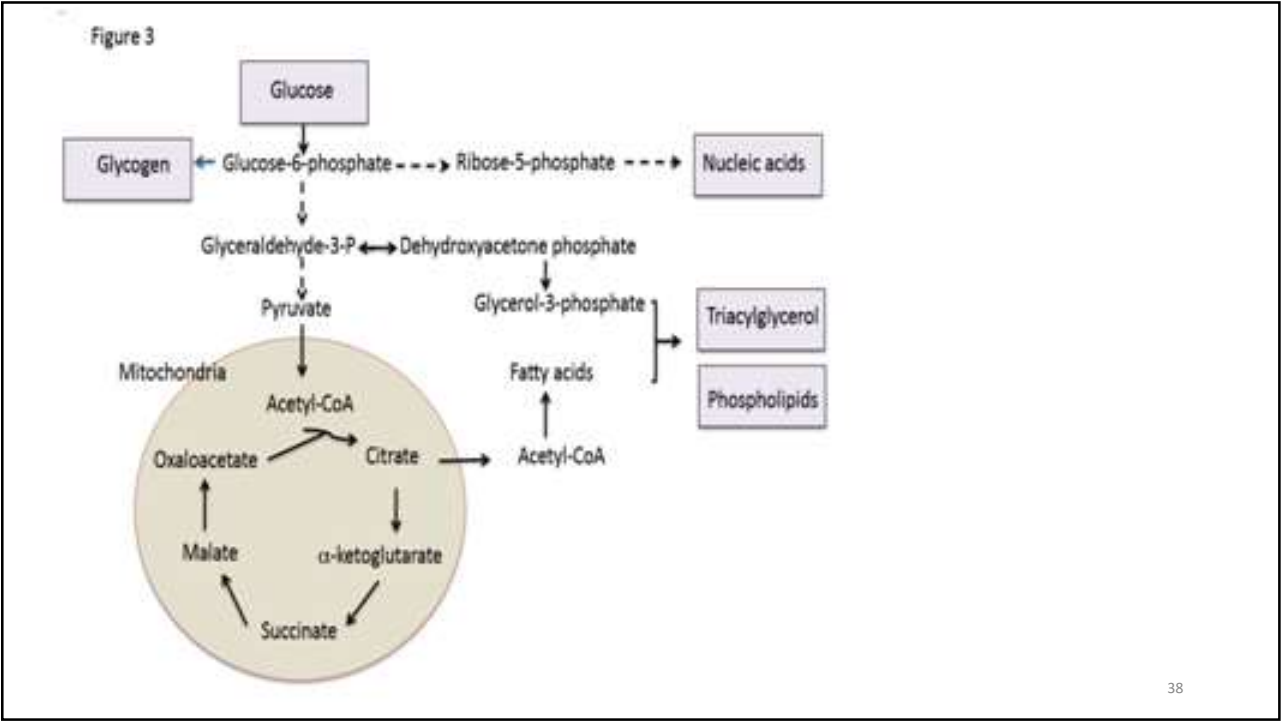 Figure 3
Glucose
Glycogen
Glucose-6-phosphate
Ribose-5-phosphate
Nucleic acids
Glyceraldehyde-3-P
Dehydroxyacetone phosphate
Pyruvate
Glycerol-3-phosphate
Triacylglycerol
Mitochondria
Fatty acids
Phospholipids
Acetyl-CoA
Oxaloacetate
Citrate
Acetyl-CoA
Malate
α-ketoglutarate
Succinate
38